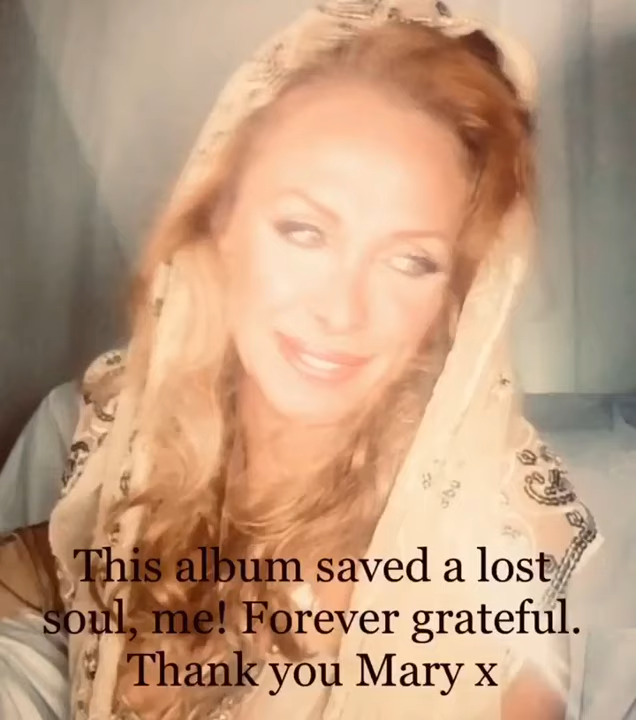 This album saved a lost
soul, me! Forever grateful.
Thank you Mary x